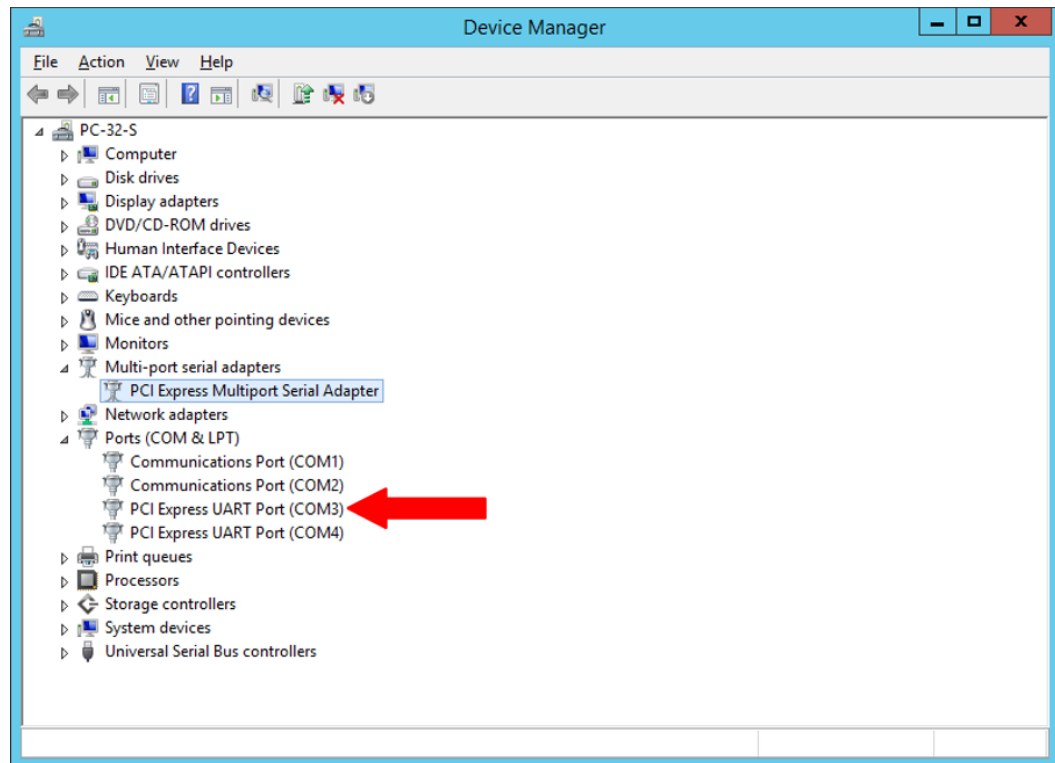 Device Manager
File Action View Help
PC-32-S
Computer
Disk drives
Display adapters
DVD/CD-ROM drives
Human Interface Devices
IDE ATA/ATAPI controllers
Keyboards
Mice and other pointing devices
Monitors
Multi-port serial adapters
PCI Express Multiport Serial Adapter
Network adapters
Ports (COM & LPT)
Communications Port (COM1)
Communications Port (COM2)
PCI Express UART Port (COM3)
PCI Express UART Port (COM4)
Print queues
Processors
Storage controllers
System devices
Universal Serial Bus controllers